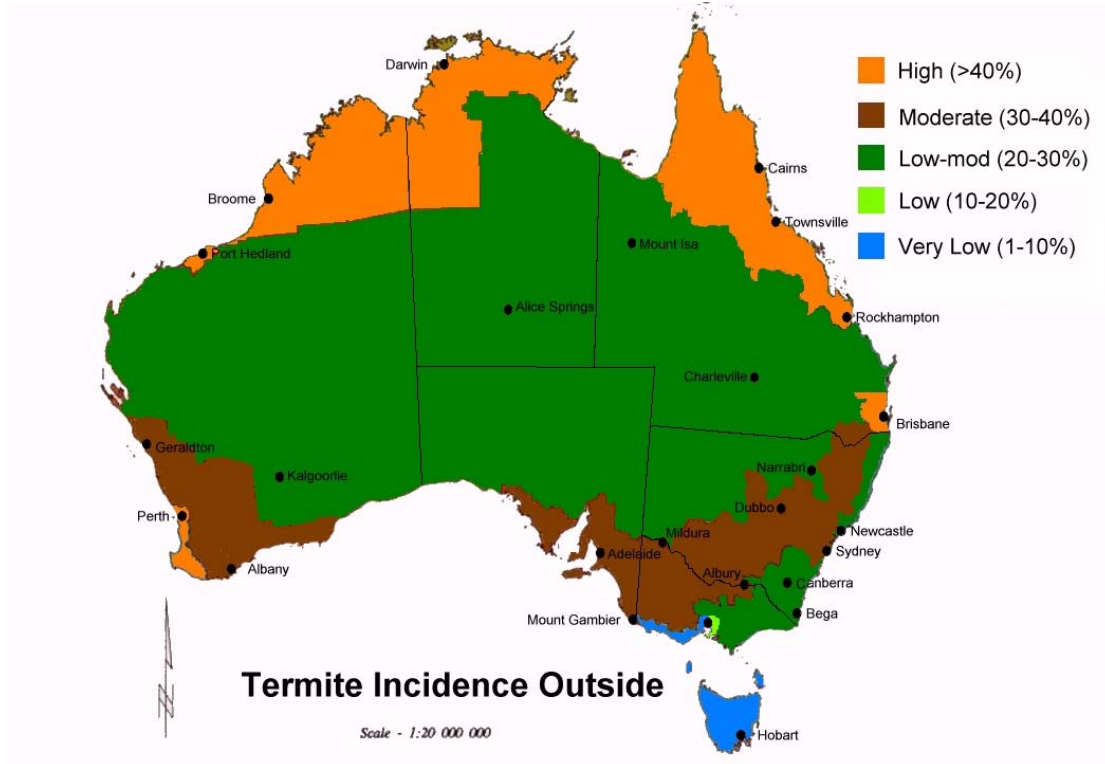 Darwin
High (>40%)
Moderate (30-40%)
Low-mod (20-30%)
Low (10-20%)
Very Low (1-10%)
Cairns
Broome
Townsville
Port Hedland
Mount Isa
Alice Springs
Rockhampton
Charleville
Brisbane
Geraldton
Kalgoorlie
Narrabri
Dubbo
Perth
Newcastle
Mildura
Sydney
Adelaide
Albany
Albury
Canberra
Bega
Mount Gambier
Termite Incidence Outside
Scale - 1:20 000 000
Hobart